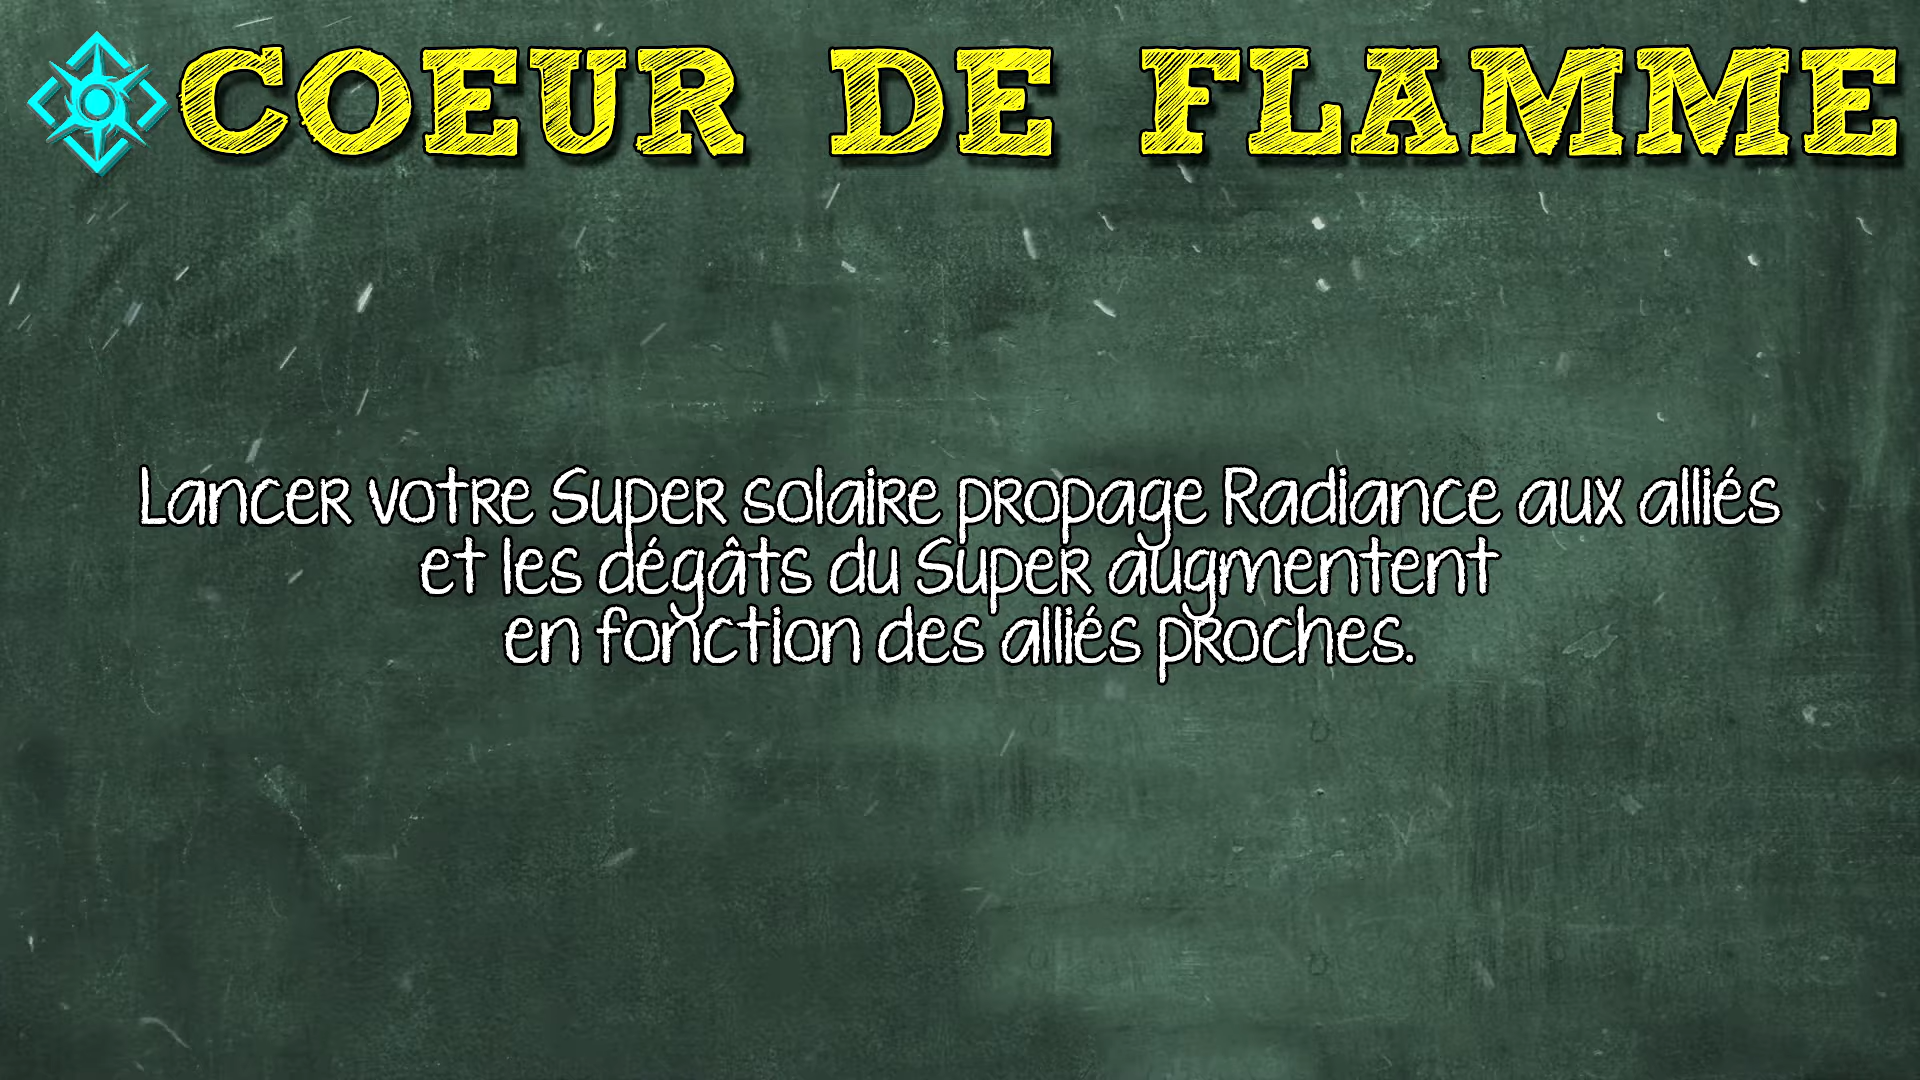 COEUR DE FLAMME
Lancer votre Super solaire propage Radiance aux alliés
et les dégâts du Super augmentent
en fonction des alliés proches.